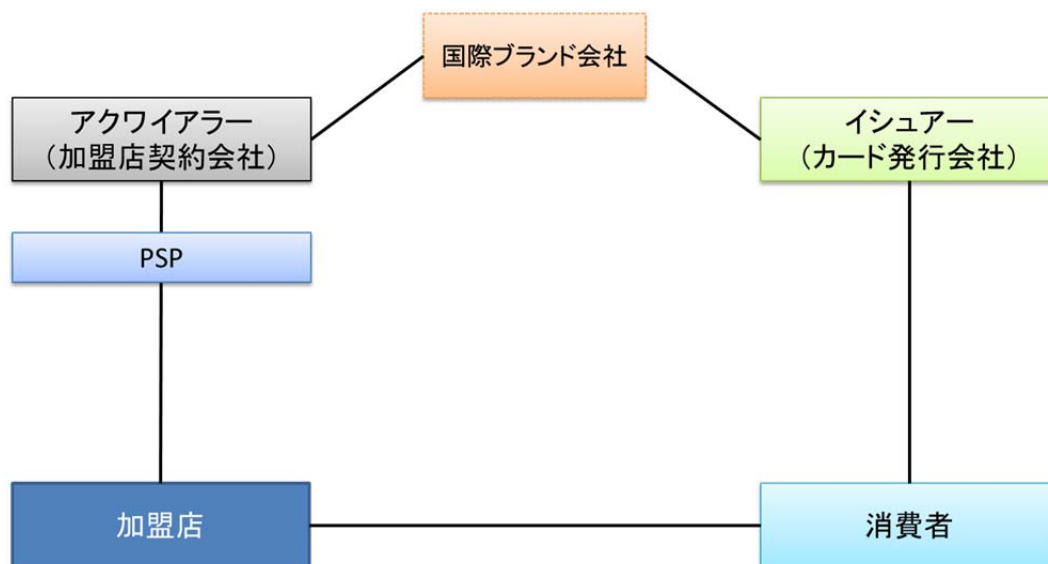 国際ブランド会社
アクワイアラー
（加盟店契約会社）
イシュアー
（カード発行会社）
PSP
加盟店
消費者